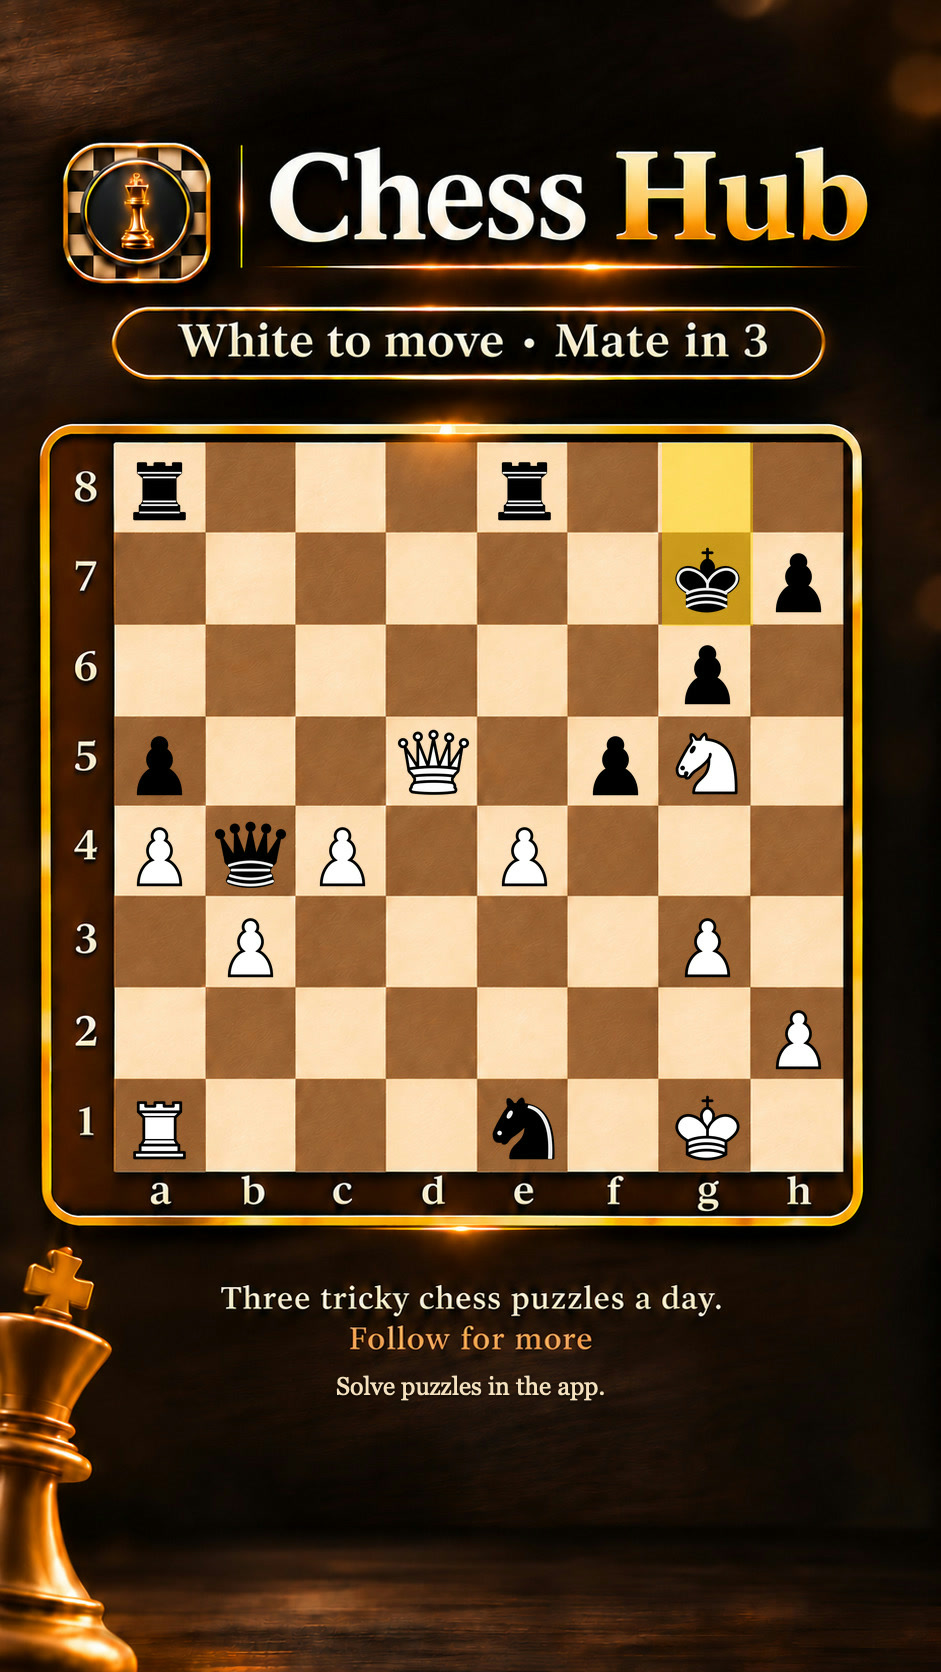 Chess Hub
White to move • Mate in 3
8
7
6
5
4
3
2
1
a b c d e f g h
Three tricky chess puzzles a day.
Follow for more
Solve puzzles in the app.